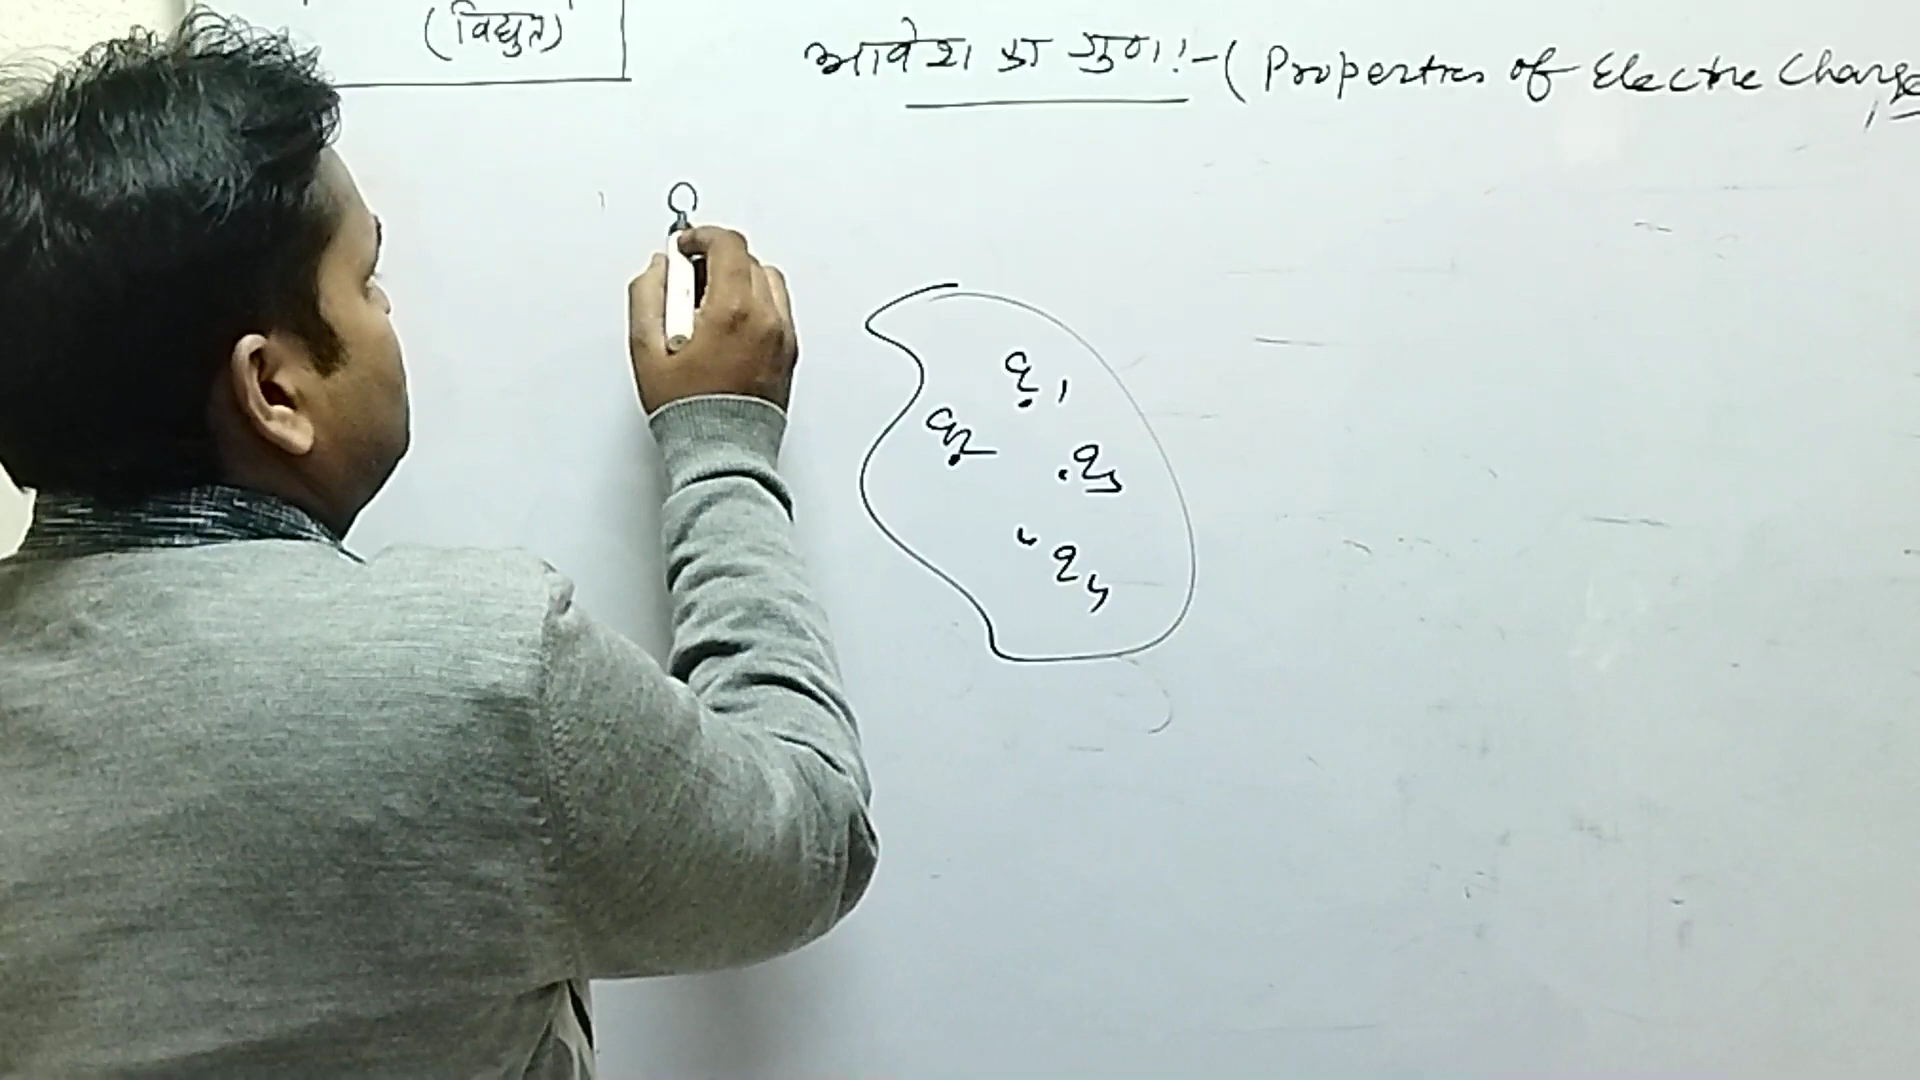 (विद्युत)
आवेश का गुण :- (Properties of Electric Charge
q1
q2
.q3
q4